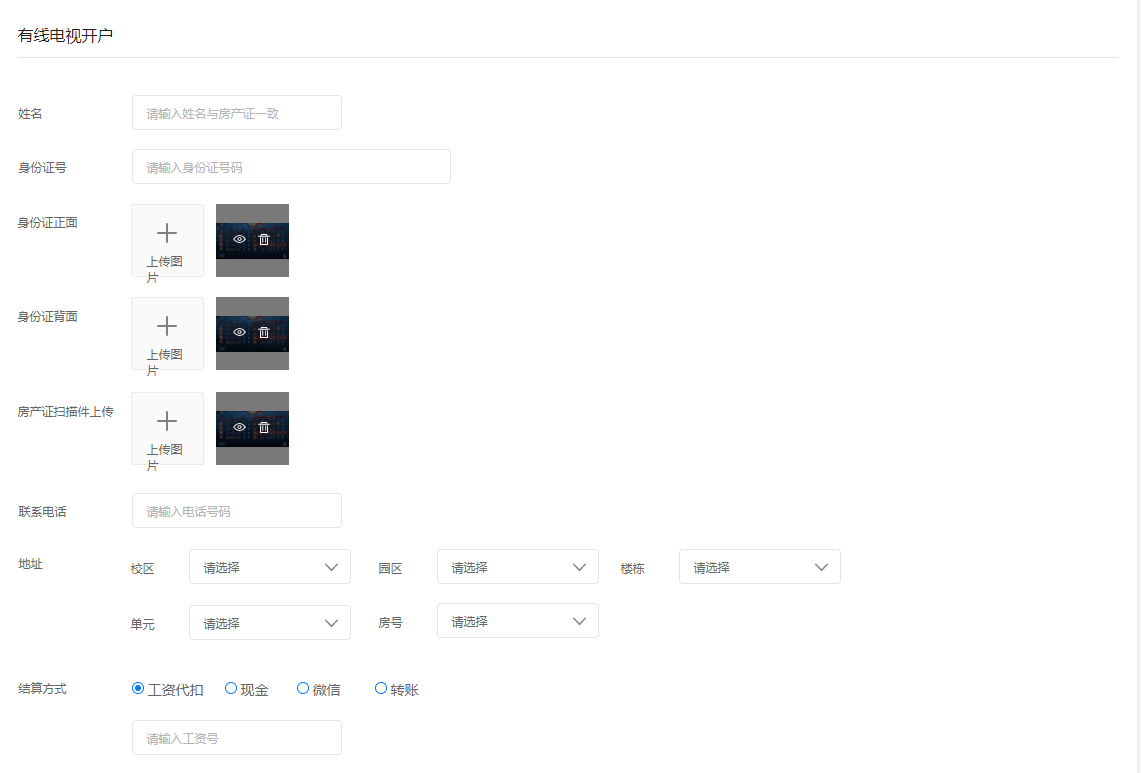 有线电视开户
姓名 请输入姓名与房产证一致
身份证号 请输入身份证号码
身份证正面
上传图
片
身份证背面
上传图
片
房产证扫描件上传
上传图
片
联系电话 请输入电话号码
地址 校区 请选择 园区 请选择 楼栋 请选择
单元 请选择 房号 请选择
结算方式 工资代扣 现金 微信 转账
请输入工资号